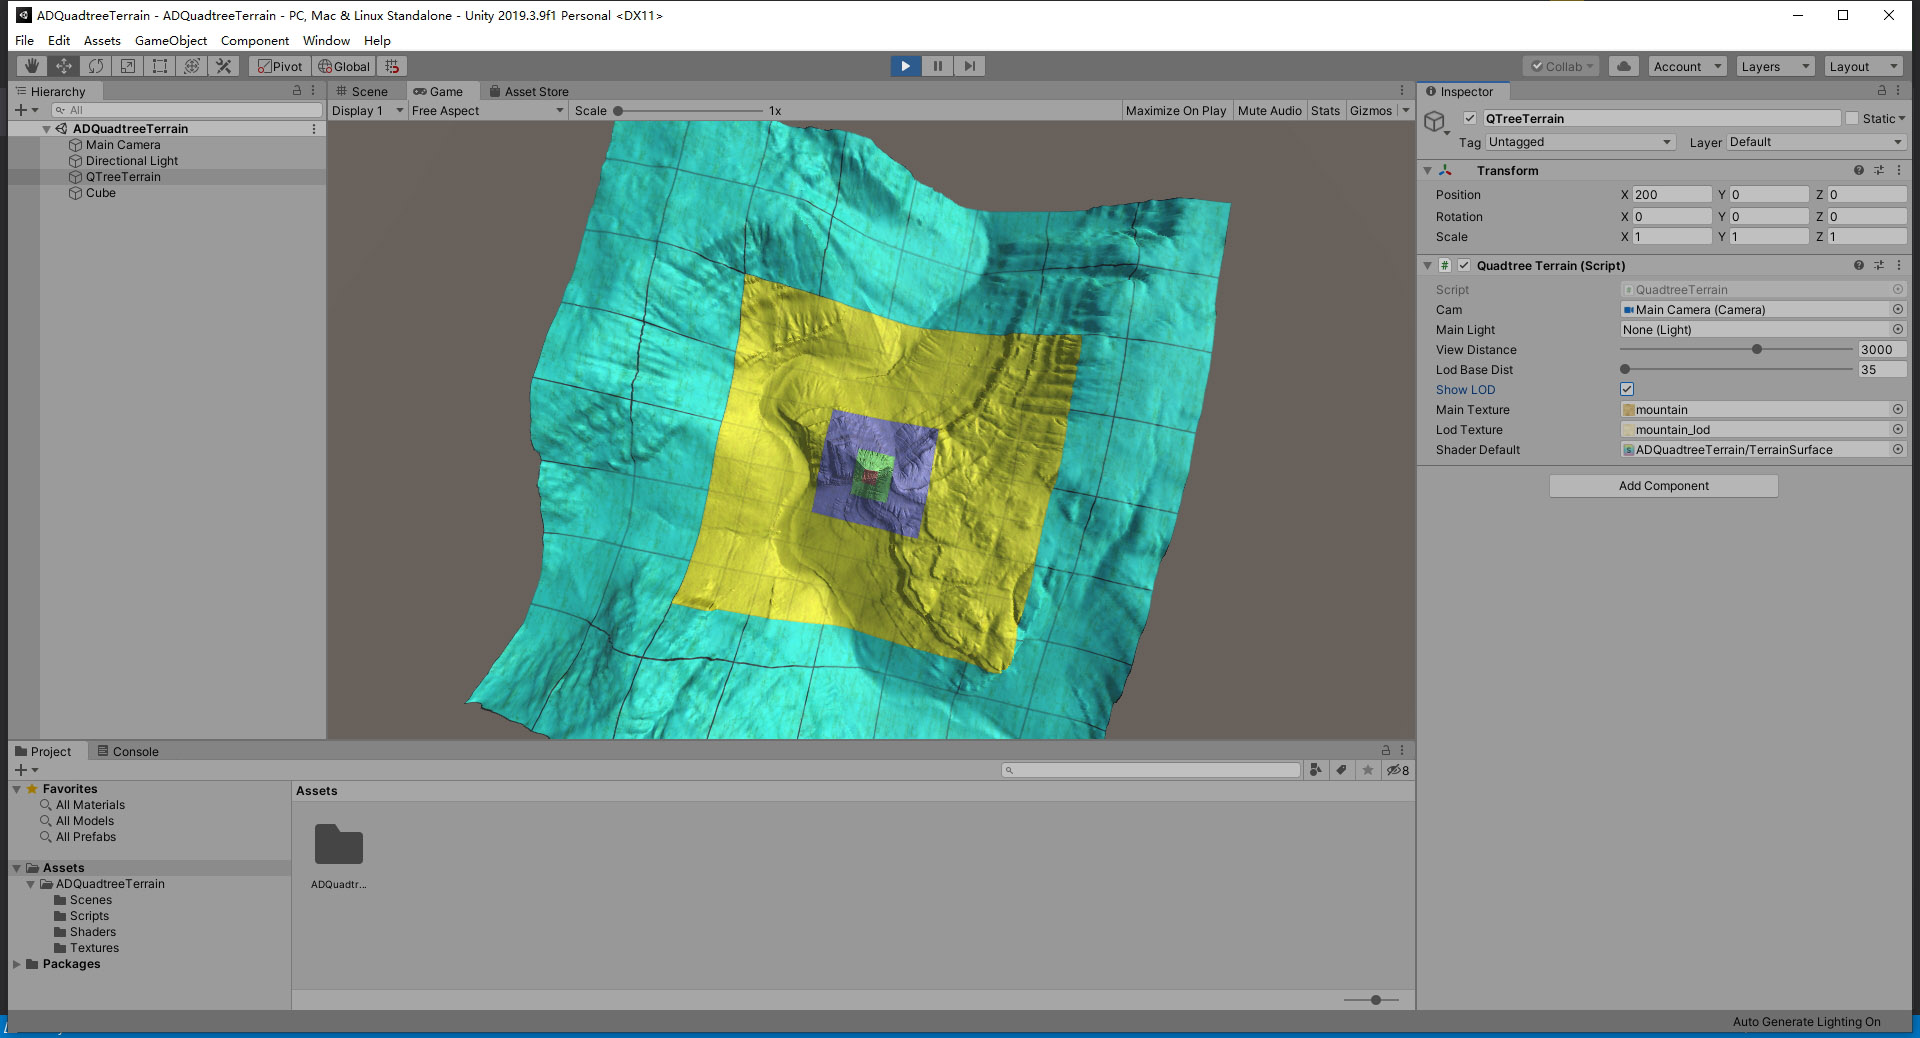 ADQuadtreeTerrain - ADQuadtreeTerrain - PC, Mac & Linux Standalone - Unity 2019.3.9f1 Personal <DX11>
File Edit Assets GameObject Component Window Help
Pivot Global Collab Account Layers Layout
Hierarchy
All
ADQuadtreeTerrain
Main Camera
Directional Light
QTreeTerrain
Cube
Scene Game Asset Store
Display 1 Free Aspect Scale 1x Maximize On Play Mute Audio Stats Gizmos
Inspector
QTreeTerrain Static
Tag Untagged Layer Default
Transform
Position X 200 Y 0 Z 0
Rotation X 0 Y 0 Z 0
Scale X 1 Y 1 Z 1
# Quadtree Terrain (Script)
Script QuadtreeTerrain
Cam Main Camera (Camera)
Main Light None (Light)
View Distance 3000
Lod Base Dist 35
Show LOD
Main Texture mountain
Lod Texture mountain_lod
Shader Default ADQuadtreeTerrain/TerrainSurface
Add Component
Project Console
8
Favorites
All Materials
All Models
All Prefabs
Assets
ADQuadtreeTerrain
Scenes
Scripts
Shaders
Textures
Packages
Assets
ADQuadtr...
Auto Generate Lighting On